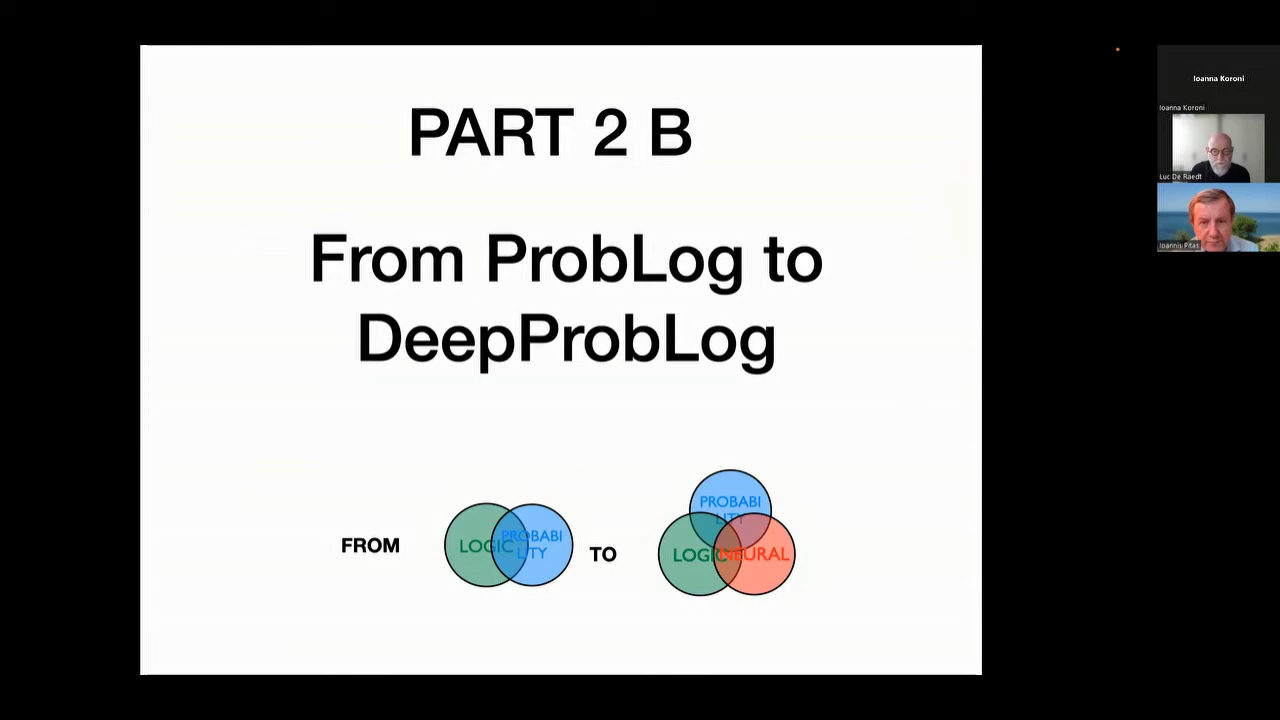 PART 2 B
From ProbLog to
DeepProbLog
FROM
LOGIC
PROBABI
LITY
TO
PROBABI
LITY
LOGIC
NEURAL
Ioanna Koroni
Ioanna Koroni
Luc De Raedt
Ioannis Pitas